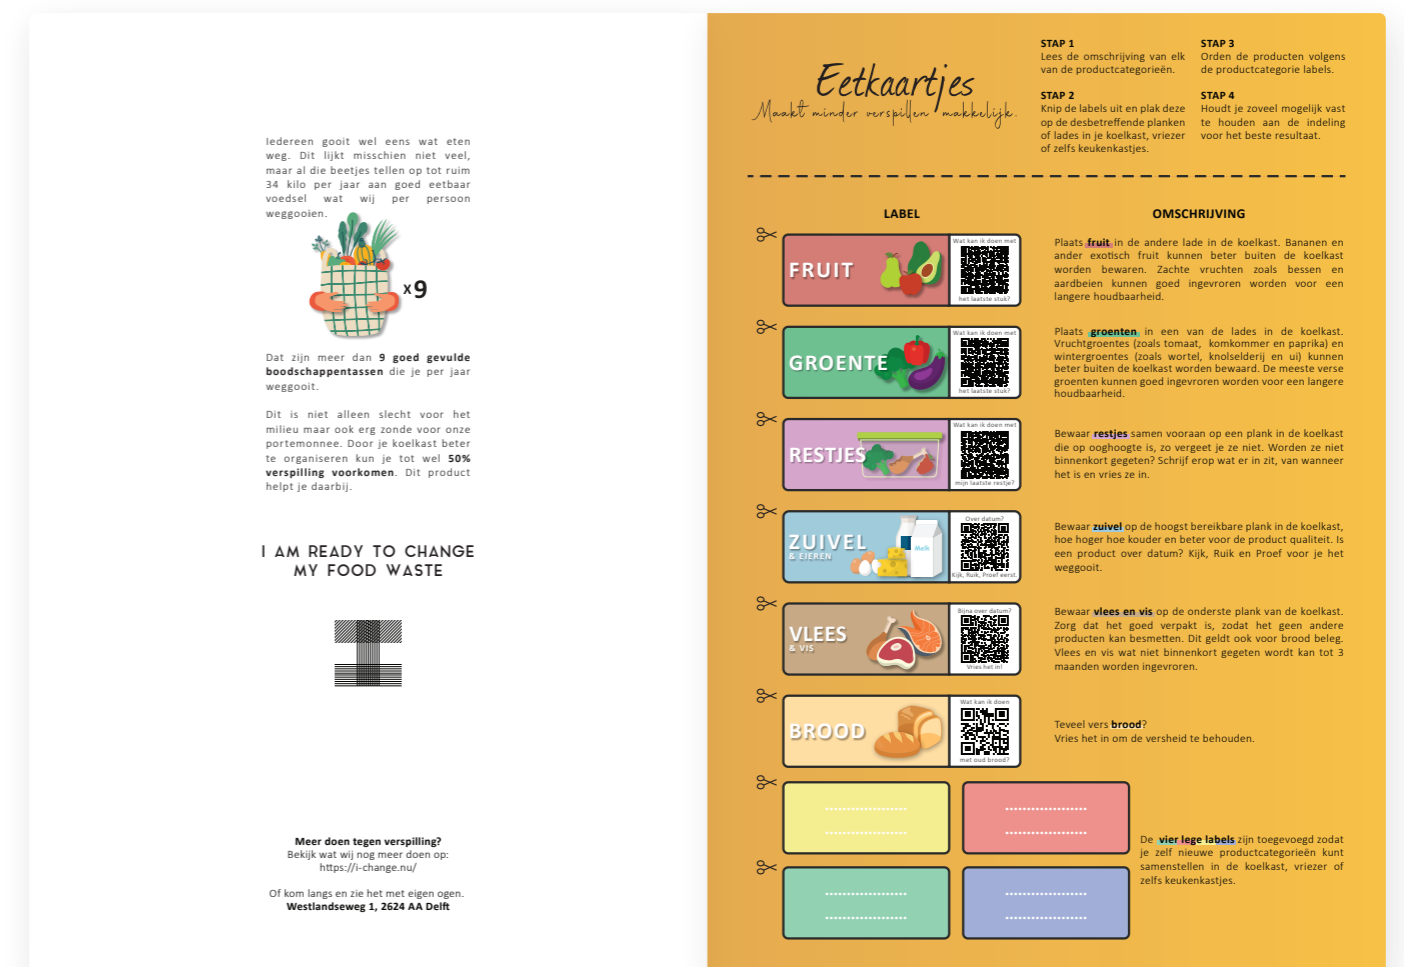 Iedereen gooit wel eens wat eten
weg. Dit lijkt misschien niet veel,
maar al die beetjes tellen op tot ruim
34 kilo per jaar aan goed eetbaar
voedsel wat wij per persoon
weggooien.
x9
Dat zijn meer dan 9 goed gevulde
boodschappentassen die je per jaar
weggooit.
Dit is niet alleen slecht voor het
milieu maar ook erg zonde voor onze
portemonnee. Door je koelkast beter
te organiseren kun je tot wel 50%
verspilling voorkomen. Dit product
helpt je daarbij.
I AM READY TO CHANGE
MY FOOD WASTE
Meer doen tegen verspilling?
Bekijk wat wij nog meer doen op:
https://i-change.nu/
Of kom langs en zie het met eigen ogen.
Westlandseweg 1, 2624 AA Delft
Eetkaartjes
Maakt minder verspillen makkelijk.
STAP 1
Lees de omschrijving van elk
van de productcategorieën.
STAP 2
Knip de labels uit en plak deze
op de desbetreffende planken
of lades in je koelkast, vriezer
of zelfs keukenkastjes.
STAP 3
Orden de producten volgens
de productcategorie labels.
STAP 4
Houdt je zoveel mogelijk vast
te houden aan de indeling
voor het beste resultaat.
LABEL
OMSCHRIJVING
FRUIT
Wat kan ik doen met
het laatste stuk?
Plaats fruit in de andere lade in de koelkast. Bananen en
ander exotisch fruit kunnen beter buiten de koelkast
worden bewaren. Zachte vruchten zoals bessen en
aardbeien kunnen goed ingevroren worden voor een
langere houdbaarheid.
GROENTE
Wat kan ik doen met
het laatste stuk?
Plaats groenten in een van de lades in de koelkast.
Vruchtgroentes (zoals tomaat, komkommer en paprika) en
wintergroentes (zoals wortel, knolselderij en ui) kunnen
beter buiten de koelkast worden bewaard. De meeste verse
groenten kunnen goed ingevroren worden voor een langere
houdbaarheid.
RESTJES
Wat kan ik doen met
mijn laatste restje?
Bewaar restjes samen vooraan op een plank in de koelkast
die op ooghoogte is, zo vergeet je ze niet. Worden ze niet
binnenkort gegeten? Schrijf erop wat er in zit, van wanneer
het is en vries ze in.
ZUIVEL
& EIEREN
Melk
Over datum?
Kijk, Ruik, Proef eerst.
Bewaar zuivel op de hoogst bereikbare plank in de koelkast,
hoe hoger hoe kouder en beter voor de product qualiteit. Is
een product over datum? Kijk, Ruik en Proef voor je het
weggooit.
VLEES
& VIS
Bijna over datum?
Vries het in!
Bewaar vlees en vis op de onderste plank van de koelkast.
Zorg dat het goed verpakt is, zodat het geen andere
producten kan besmetten. Dit geldt ook voor brood beleg.
Vlees en vis wat niet binnenkort gegeten wordt kan tot 3
maanden worden ingevroren.
BROOD
Wat kan ik doen
met oud brood?
Teveel vers brood?
Vries het in om de versheid te behouden.
De vier lege labels zijn toegevoegd zodat
je zelf nieuwe productcategorieën kunt
samenstellen in de koelkast, vriezer of
zelfs keukenkastjes.